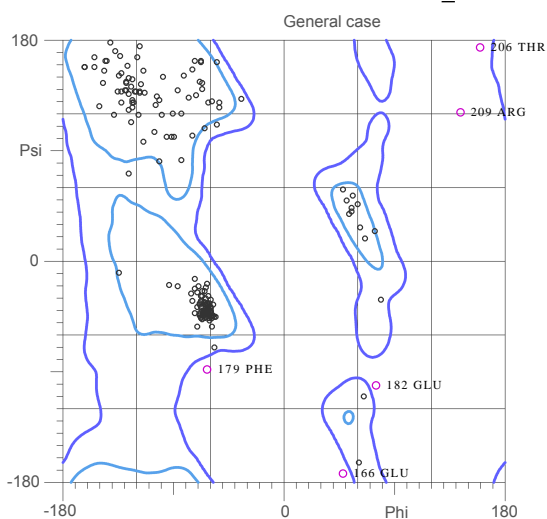 _
General case
180
206 THR
209 ARG
Psi
0
179 PHE
182 GLU
166 GLU
-180
-180
0
Phi
180